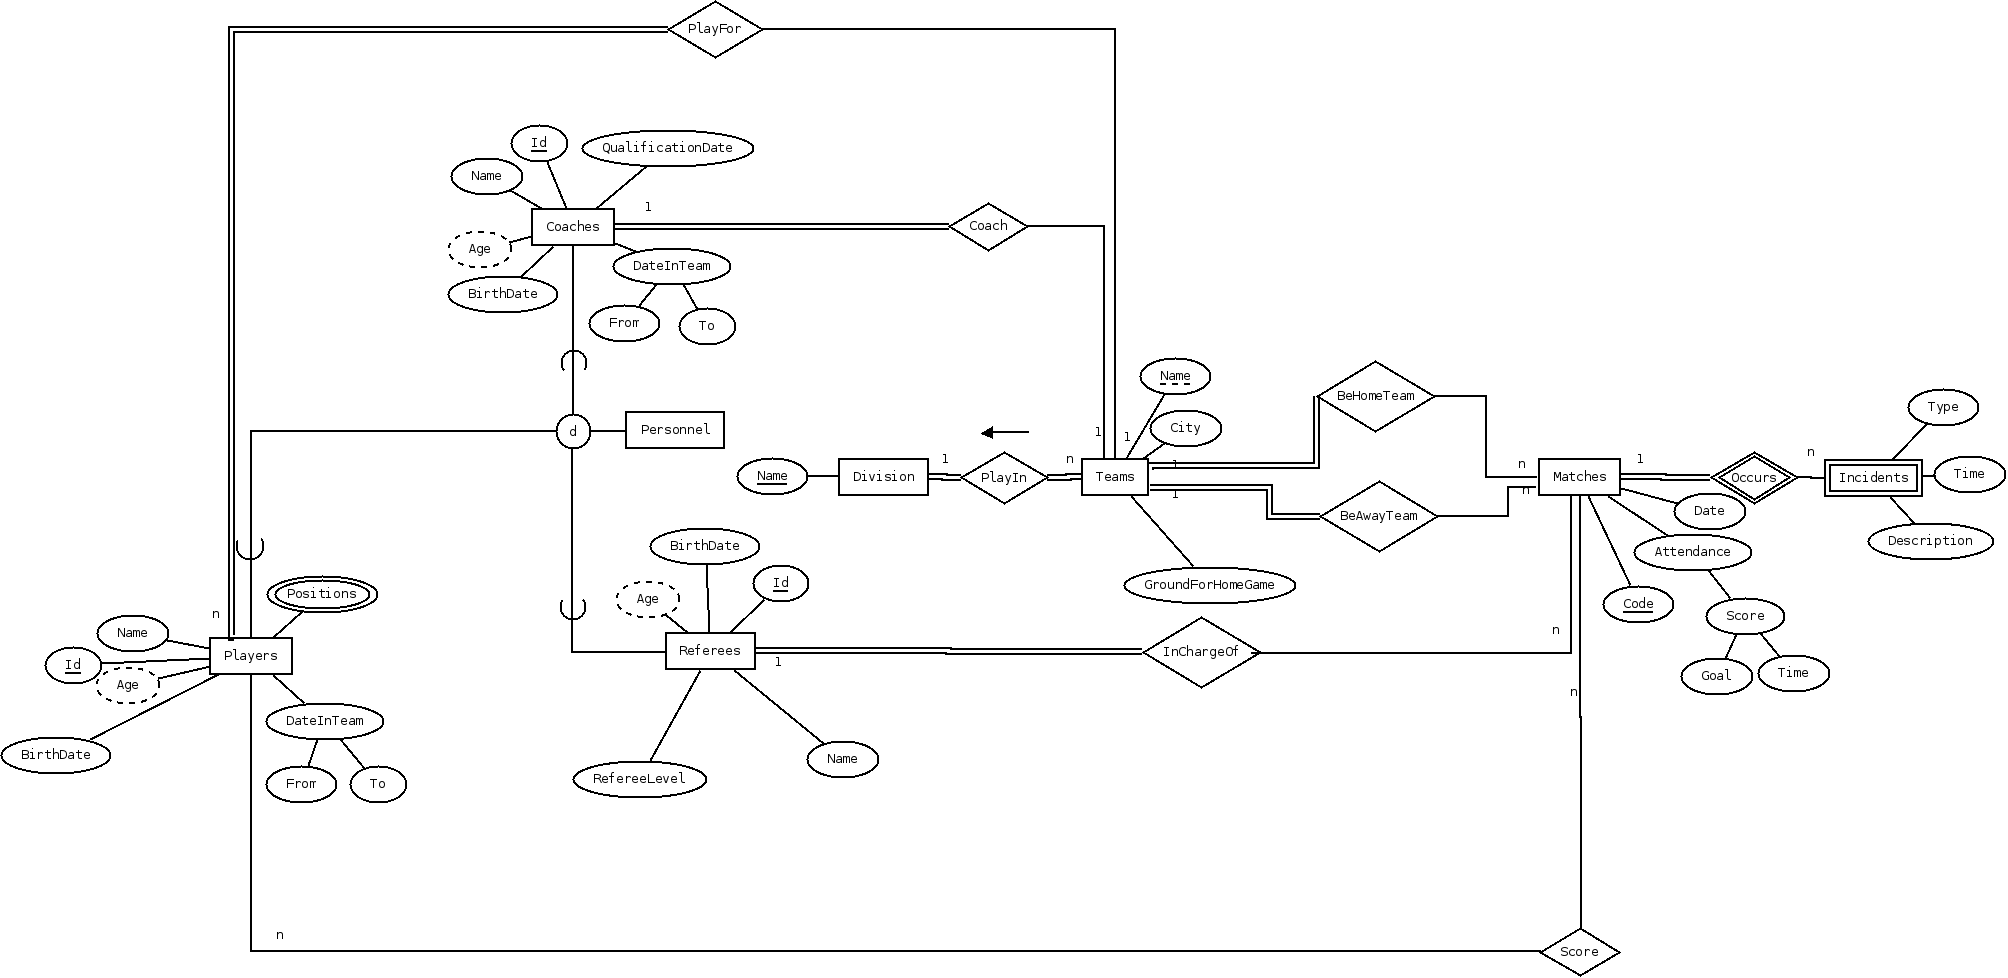 PlayFor
Id
QualificationDate
Name
1
Coaches
Coach
Age
DateInTeam
BirthDate
From
To
Name
BeHomeTeam
Type
d
Personnel
1
1
City
1
n
1
n
1
n
Name
Division
PlayIn
Teams
Matches
Occurs
Incidents
Time
1
n
BeAwayTeam
Date
Description
BirthDate
Attendance
Id
GroundForHomeGame
Positions
Age
Code
n
Score
Name
n
Players
Referees
1
InChargeOf
Id
Age
Goal
Time
n
DateInTeam
BirthDate
Name
From
To
RefereeLevel
n
Score